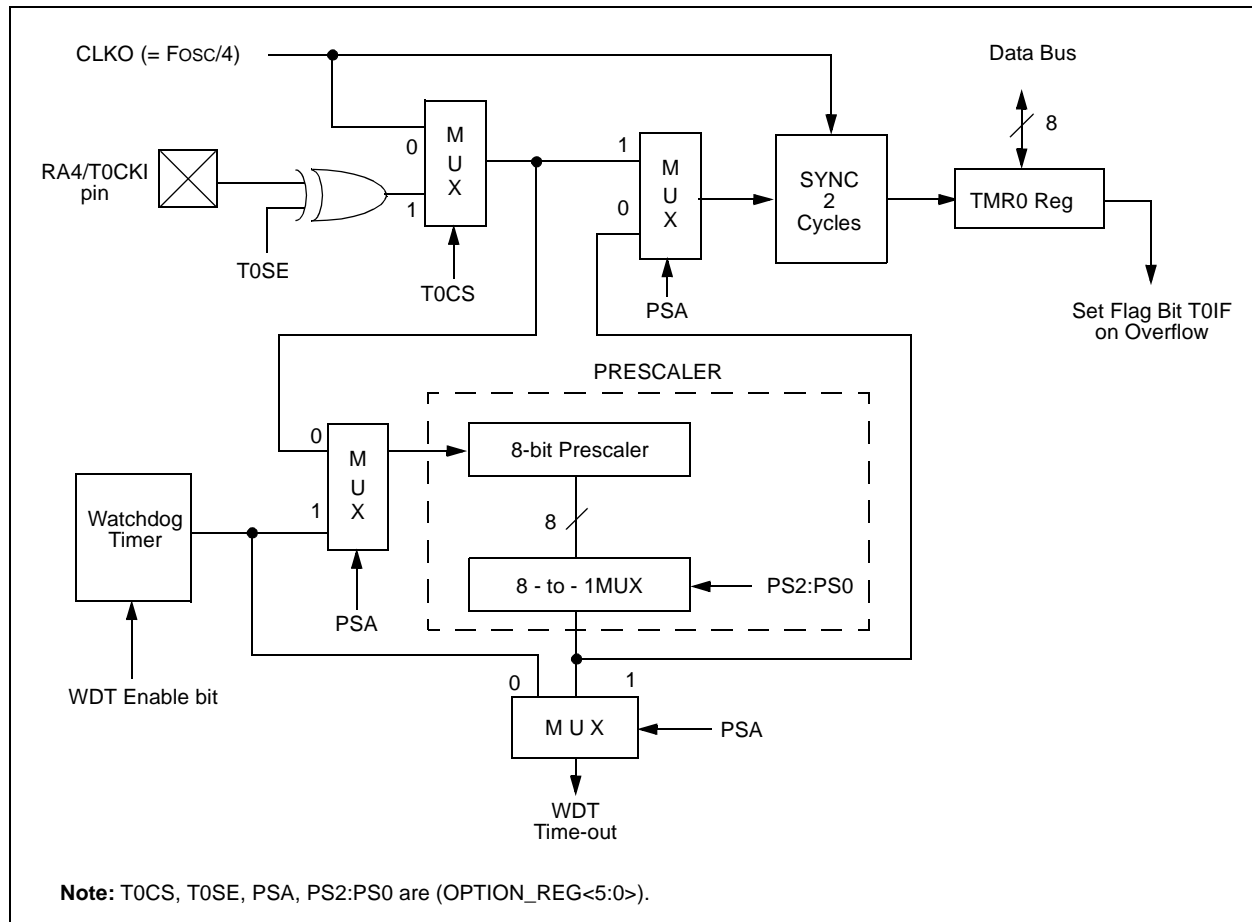 CLKO (= FOSC/4)
Data Bus
8
RA4/T0CKI
pin
T0SE
0
1
M
U
X
T0CS
1
0
M
U
X
PSA
SYNC
2
Cycles
TMR0 Reg
Set Flag Bit T0IF
on Overflow
PRESCALER
0
1
M
U
X
PSA
8-bit Prescaler
8
8 - to - 1MUX
PS2:PS0
Watchdog
Timer
WDT Enable bit
0
1
M U X
PSA
WDT
Time-out
Note: T0CS, T0SE, PSA, PS2:PS0 are (OPTION_REG<5:0>).